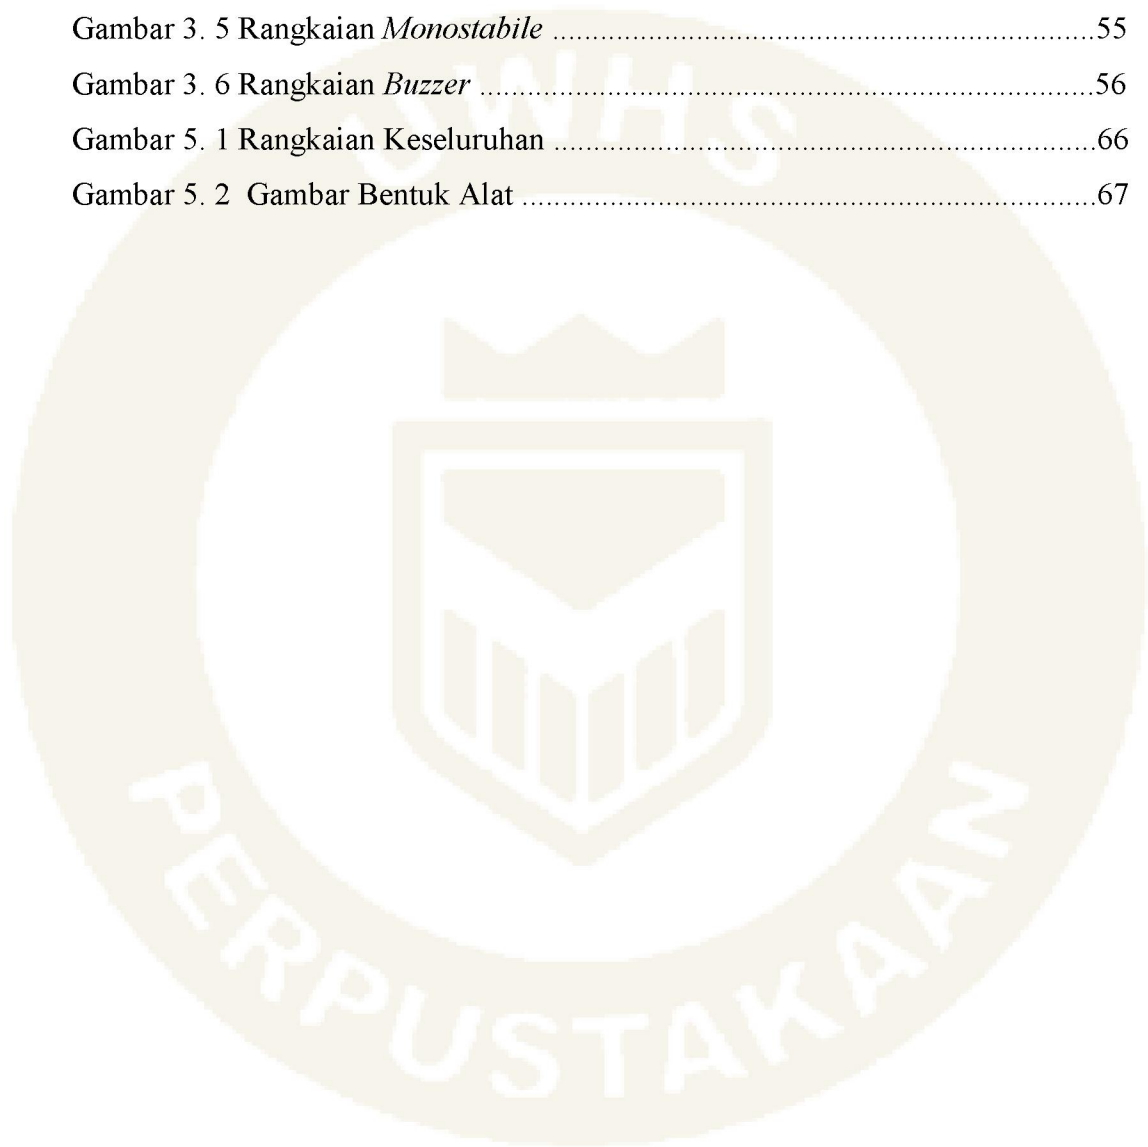 Gambar 3. 5 Rangkaian Monostabile ....................................................................55
Gambar 3. 6 Rangkaian Buzzer .............................................................................56
Gambar 5. 1 Rangkaian Keseluruhan ....................................................................66
Gambar 5. 2  Gambar Bentuk Alat ........................................................................67
UWHS
PERPUSTAKAAN